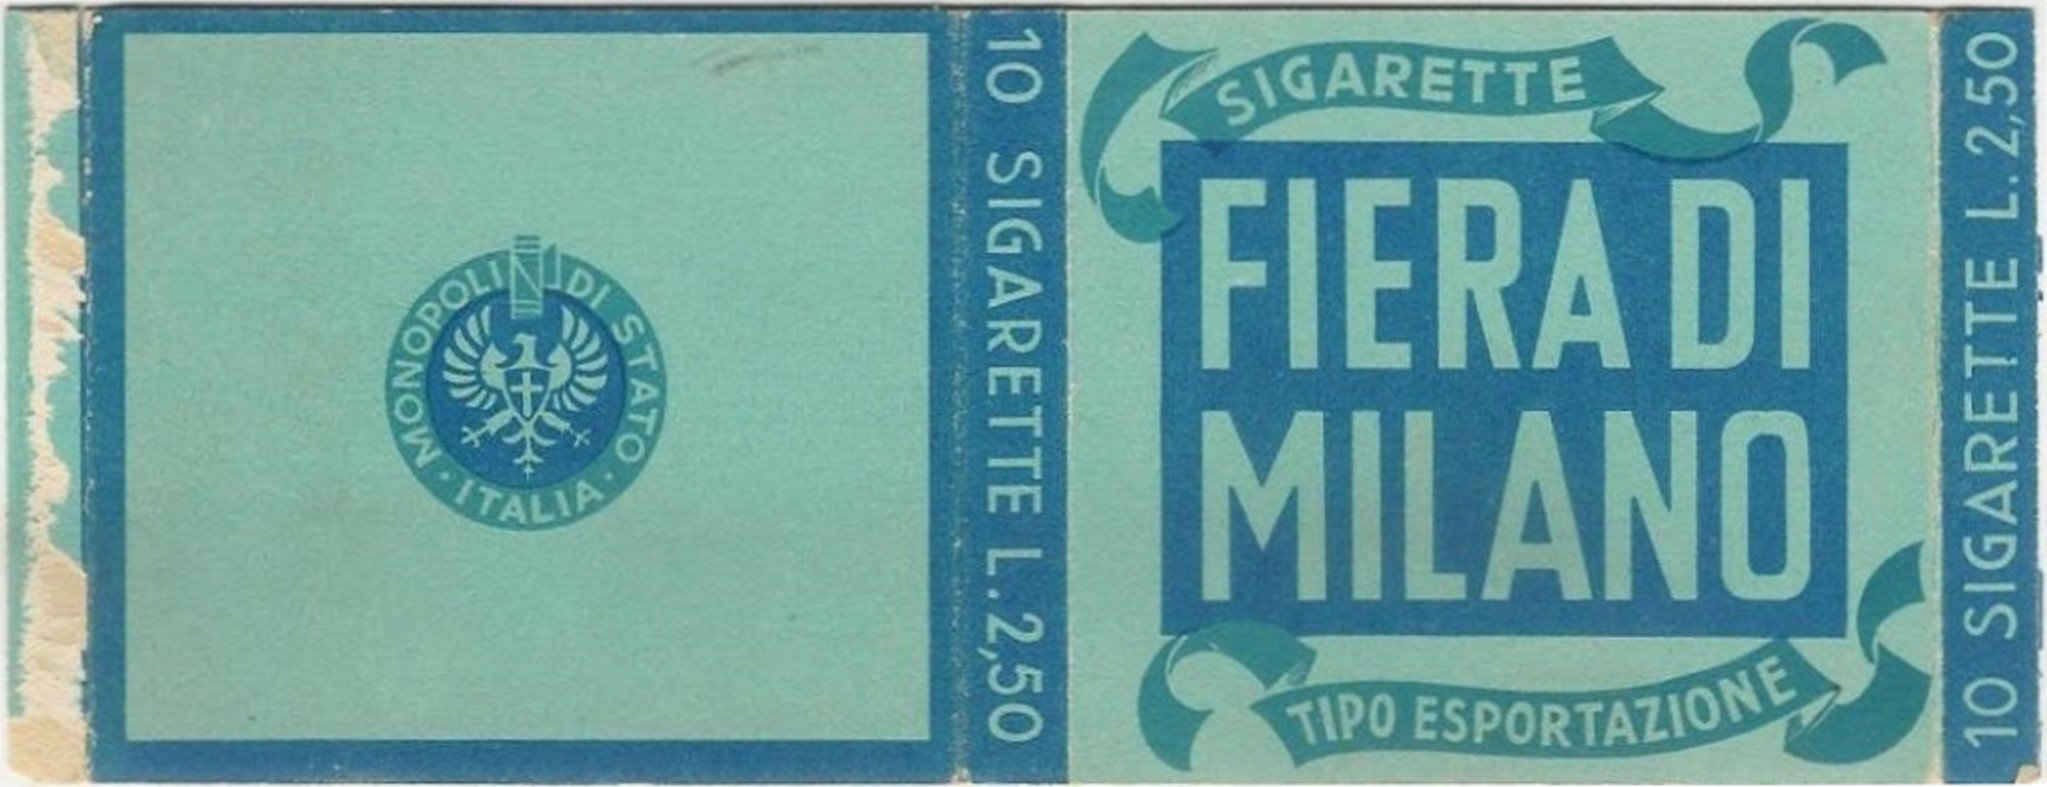 MONOPOLI DI STATO · ITALIA ·
10 SIGARETTE L. 2,50
SIGARETTE
FIERA DI
MILANO
TIPO ESPORTAZIONE
10 SIGARETTE L. 2,50